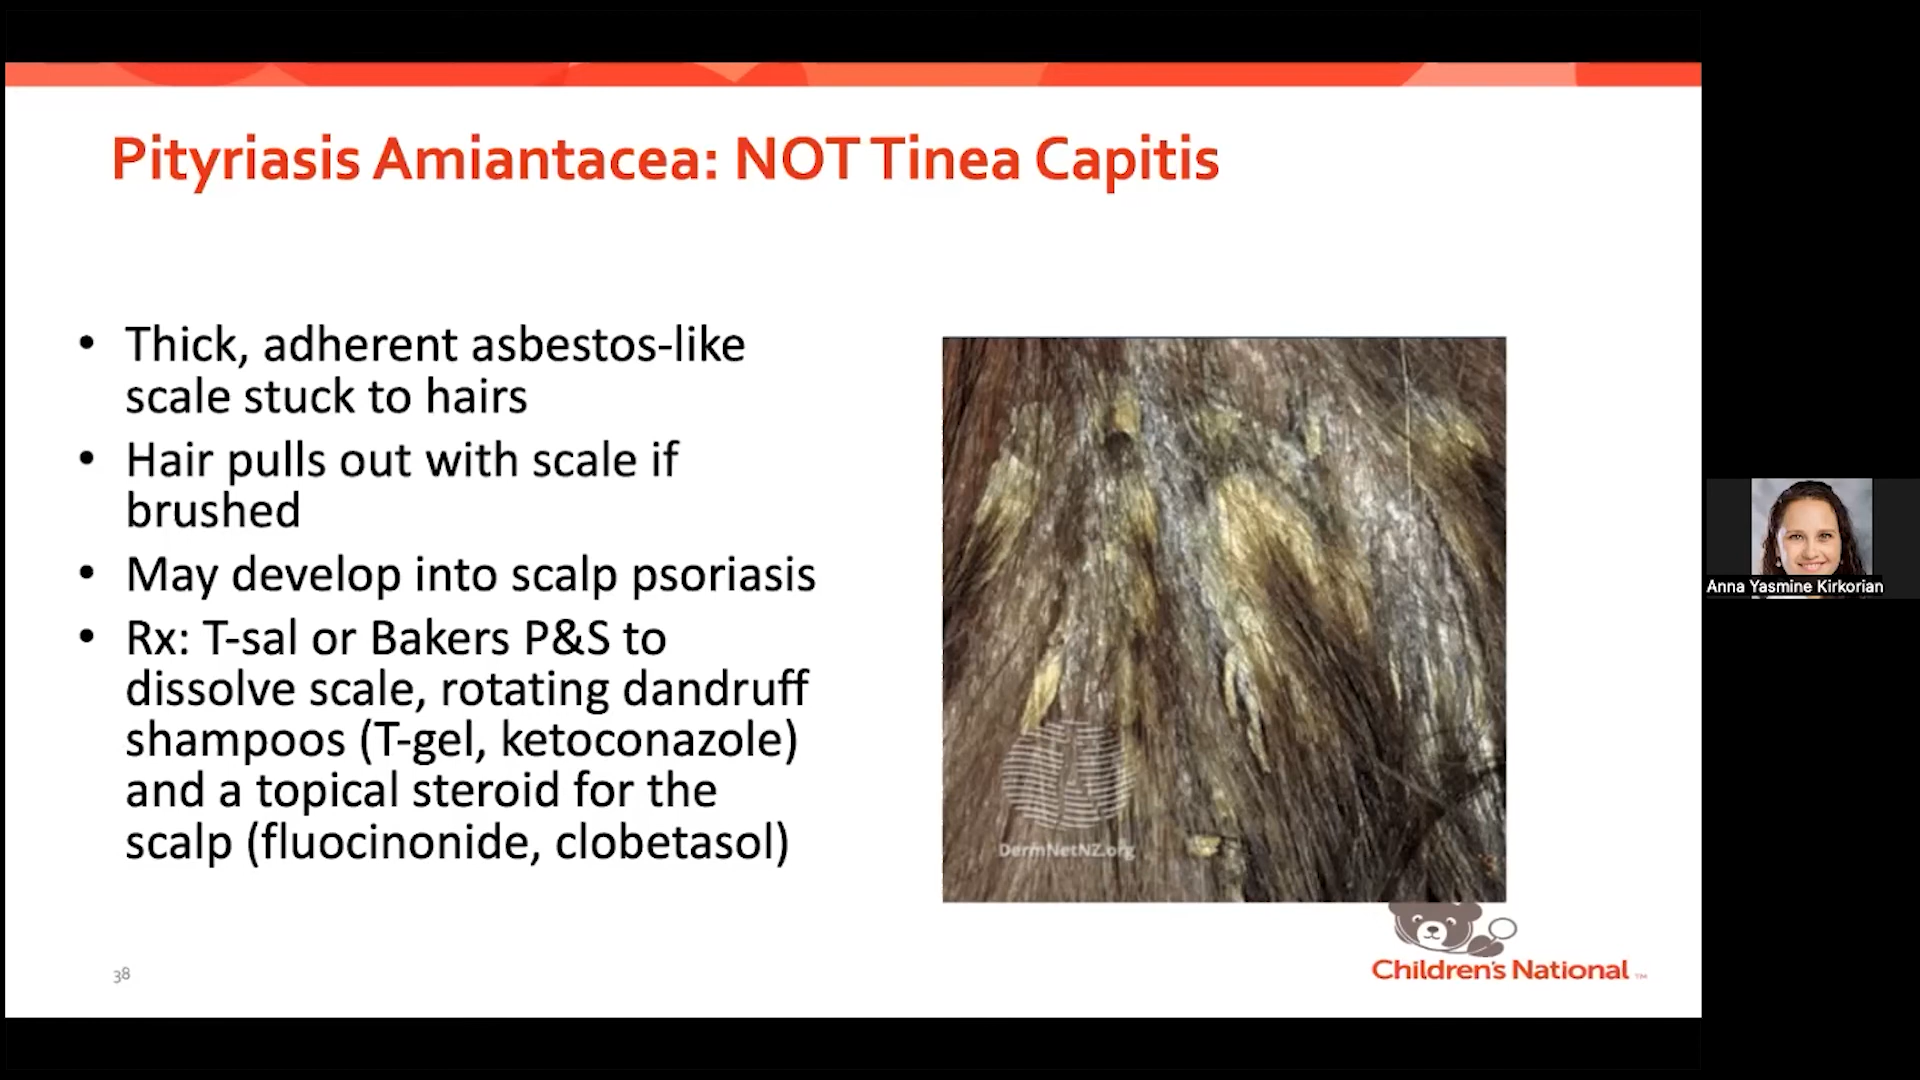 Pityriasis Amiantacea: NOT Tinea Capitis
• Thick, adherent asbestos-like
scale stuck to hairs
• Hair pulls out with scale if
brushed
• May develop into scalp psoriasis
• Rx: T-sal or Bakers P&S to
dissolve scale, rotating dandruff
shampoos (T-gel, ketoconazole)
and a topical steroid for the
scalp (fluocinonide, clobetasol)
DermNetNZ.org
Anna Yasmine Kirkorian
38
Children's National ™